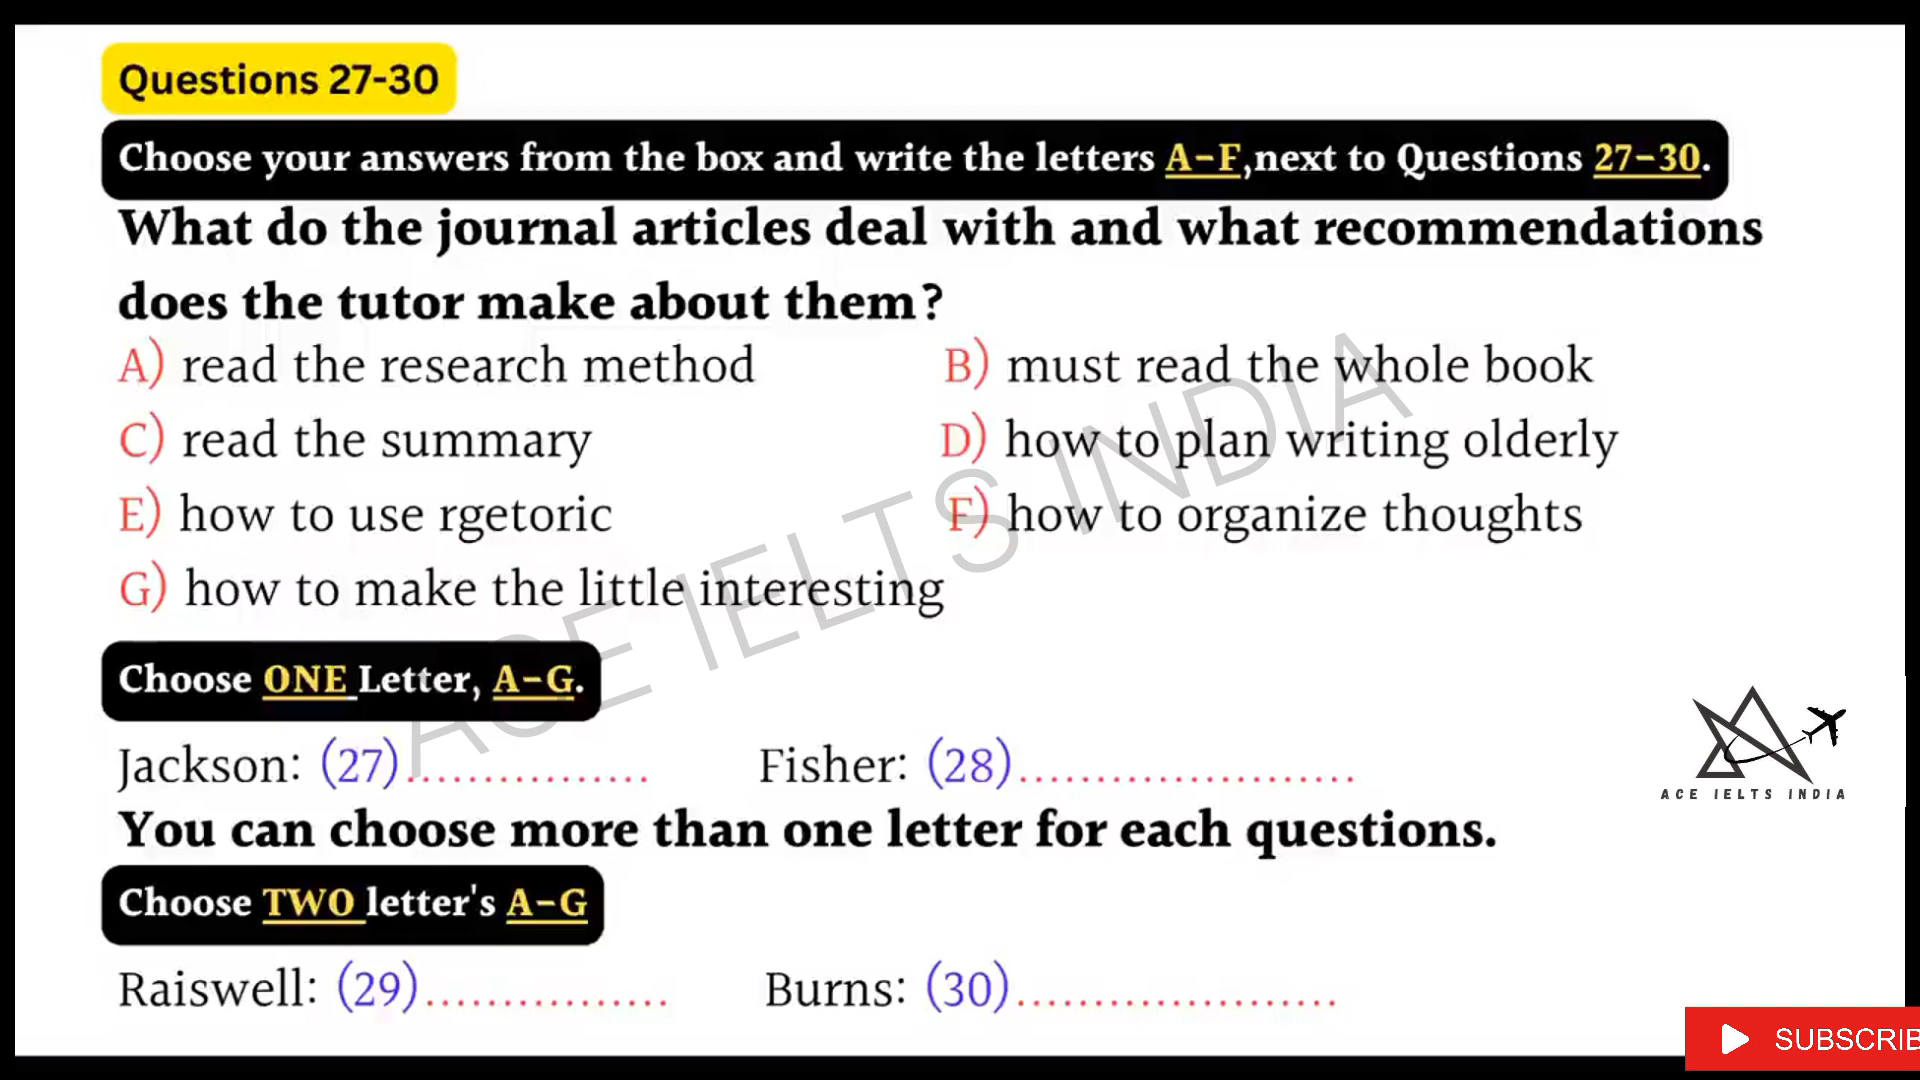 Questions 27-30
Choose your answers from the box and write the letters A-F,next to Questions 27-30.
What do the journal articles deal with and what recommendations
does the tutor make about them?
A) read the research method B) must read the whole book
C) read the summary D) how to plan writing olderly
E) how to use rgetoric F) how to organize thoughts
G) how to make the little interesting
Choose ONE Letter, A-G.
Jackson: (27)................ Fisher: (28)......................
You can choose more than one letter for each questions.
Choose TWO letter's A-G
Raiswell: (29)................ Burns: (30).....................
ACE IELTS INDIA
ACE IELTS INDIA
SUBSCRIB